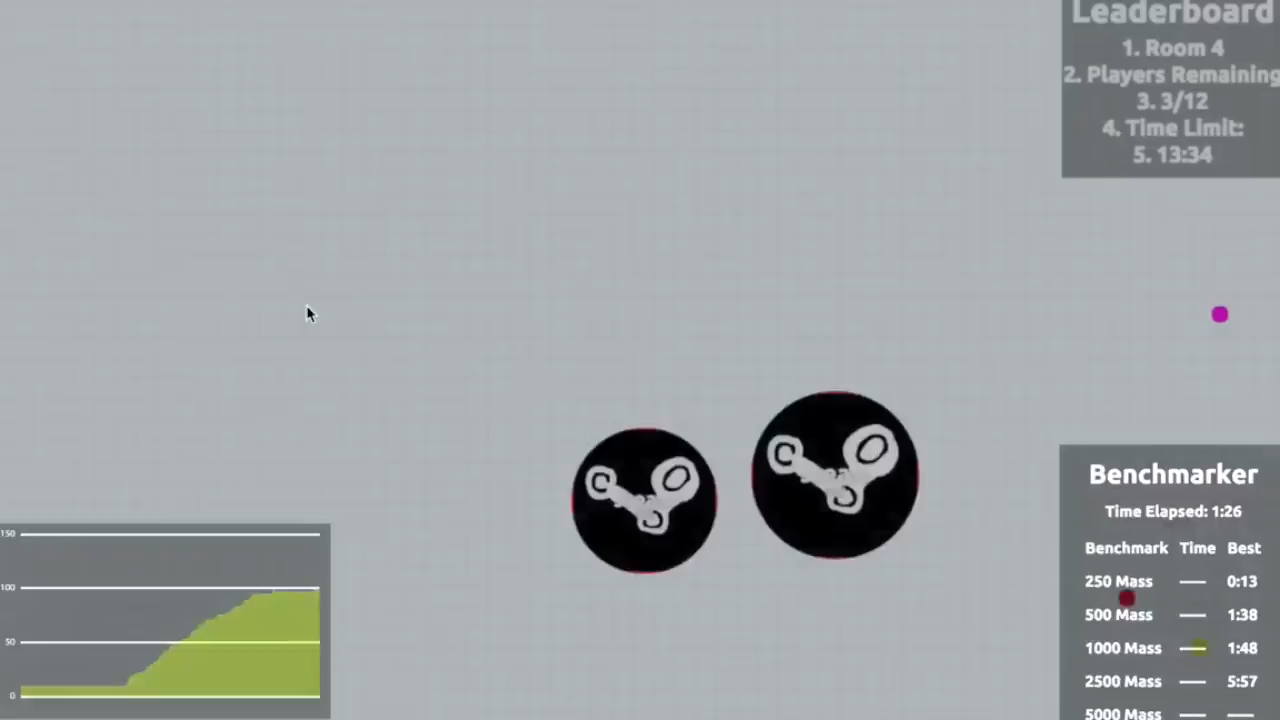 Leaderboard
1. Room 4
2. Players Remaining
3. 3/12
4. Time Limit:
5. 13:34
Benchmarker
Time Elapsed: 1:26
Benchmark Time Best
250 Mass — 0:13
500 Mass — 1:38
1000 Mass — 1:48
2500 Mass — 5:57
5000 Mass — —
150
100
50
0